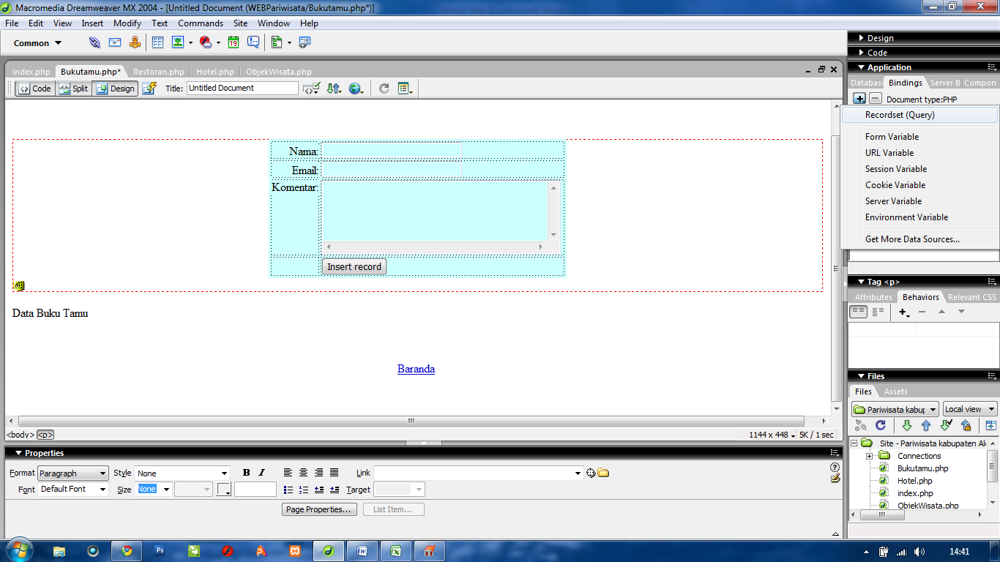 Macromedia Dreamweaver MX 2004 - [Untitled Document (WEBPariwisata/Bukutamu.php*)]
File Edit View Insert Modify Text Commands Site Window Help
Common
19
Design
Code
Application
index.php Bukutamu.php* Restoran.php Hotel.php ObjekWisata.php
Databas Bindings Server B Compon
Code Split Design Title: Untitled Document
Document type:PHP
Recordset (Query)
Form Variable
URL Variable
Session Variable
Cookie Variable
Server Variable
Environment Variable
Get More Data Sources...
Nama:
Email:
Komentar:
Insert record
Data Buku Tamu
Baranda
Tag <p>
Attributes Behaviors Relevant CSS
Files
Files Assets
Pariwisata kabup Local view
Site - Pariwisata kabupaten Al
Connections
Bukutamu.php
Hotel.php
index.php
ObjekWisata.php
<body> <p>
1144 x 448 5K / 1 sec
Properties
Format Paragraph Style None B I Link
Font Default Font Size None Target
Page Properties... List Item...
Ps
14:41